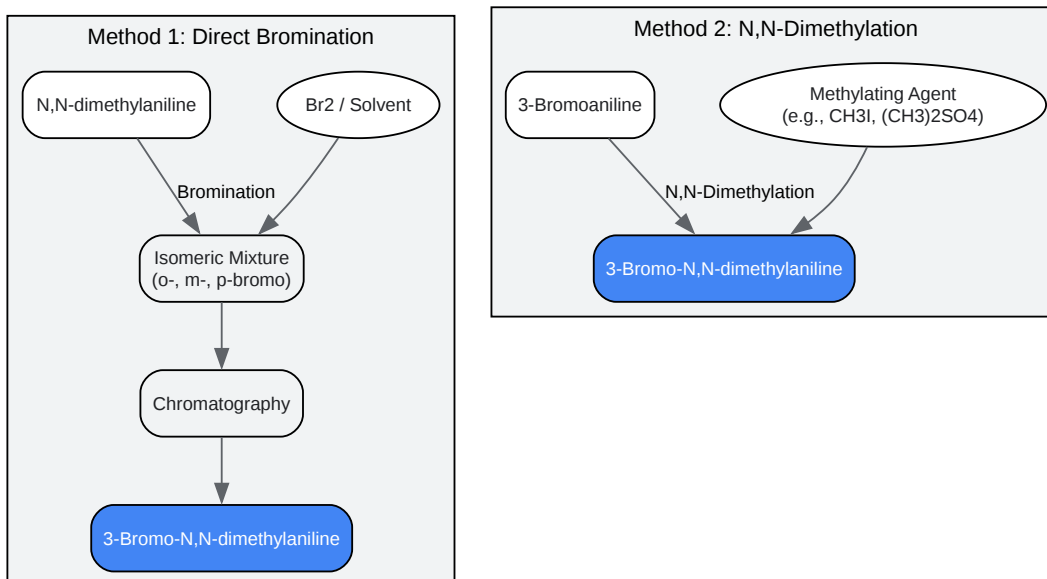 Method 1: Direct Bromination
N,N-dimethylaniline
Br2 / Solvent
Bromination
Isomeric Mixture
(o-, m-, p-bromo)
Chromatography
3-Bromo-N,N-dimethylaniline
Method 2: N,N-Dimethylation
3-Bromoaniline
Methylating Agent
(e.g., CH3I, (CH3)2SO4)
N,N-Dimethylation
3-Bromo-N,N-dimethylaniline